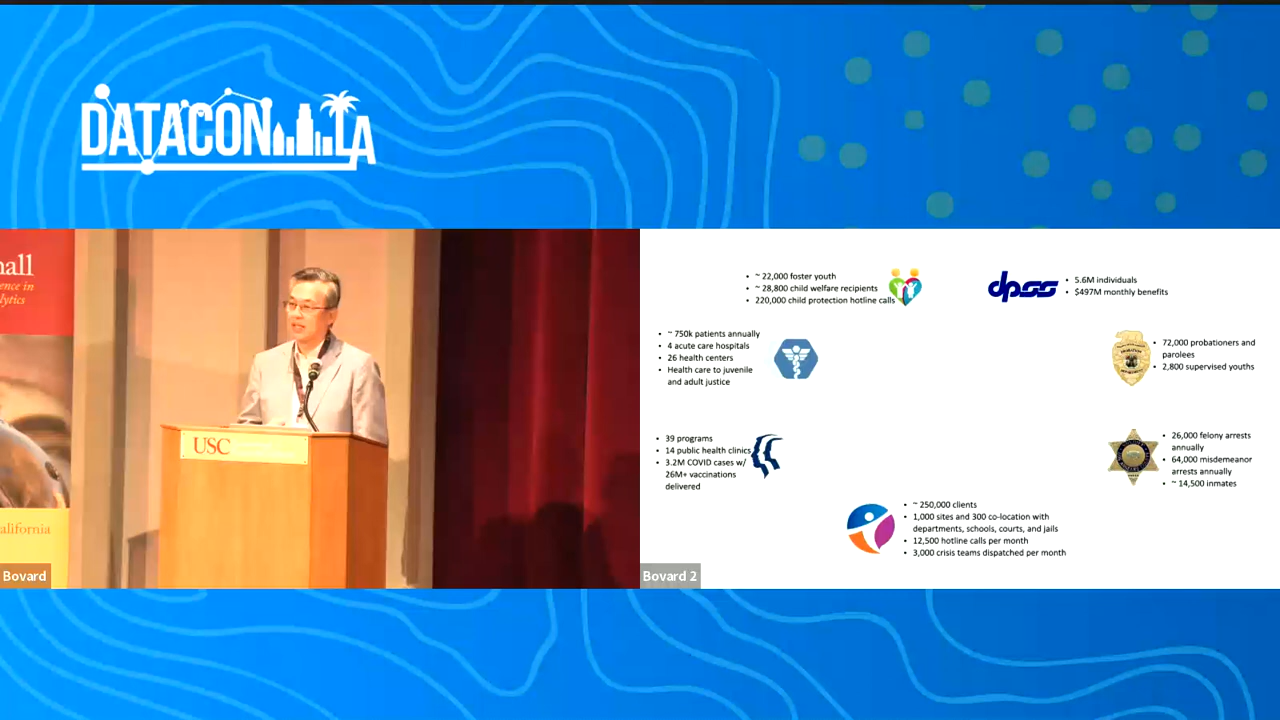 DATACON LA
hall
ence in
lytics
alifornia
USC
Bovard
• ~ 22,000 foster youth
• ~ 28,800 child welfare recipients
• 220,000 child protection hotline calls
dpss
• 5.6M individuals
• $497M monthly benefits
• ~ 750k patients annually
• 4 acute care hospitals
• 26 health centers
• Health care to juvenile
and adult justice
• 72,000 probationers and
parolees
• 2,800 supervised youths
• 39 programs
• 14 public health clinics
• 3.2M COVID cases w/
26M+ vaccinations
delivered
• 26,000 felony arrests
annually
• 64,000 misdemeanor
arrests annually
• ~ 14,500 inmates
• ~ 250,000 clients
• 1,000 sites and 300 co-location with
departments, schools, courts, and jails
• 12,500 hotline calls per month
• 3,000 crisis teams dispatched per month
Bovard 2